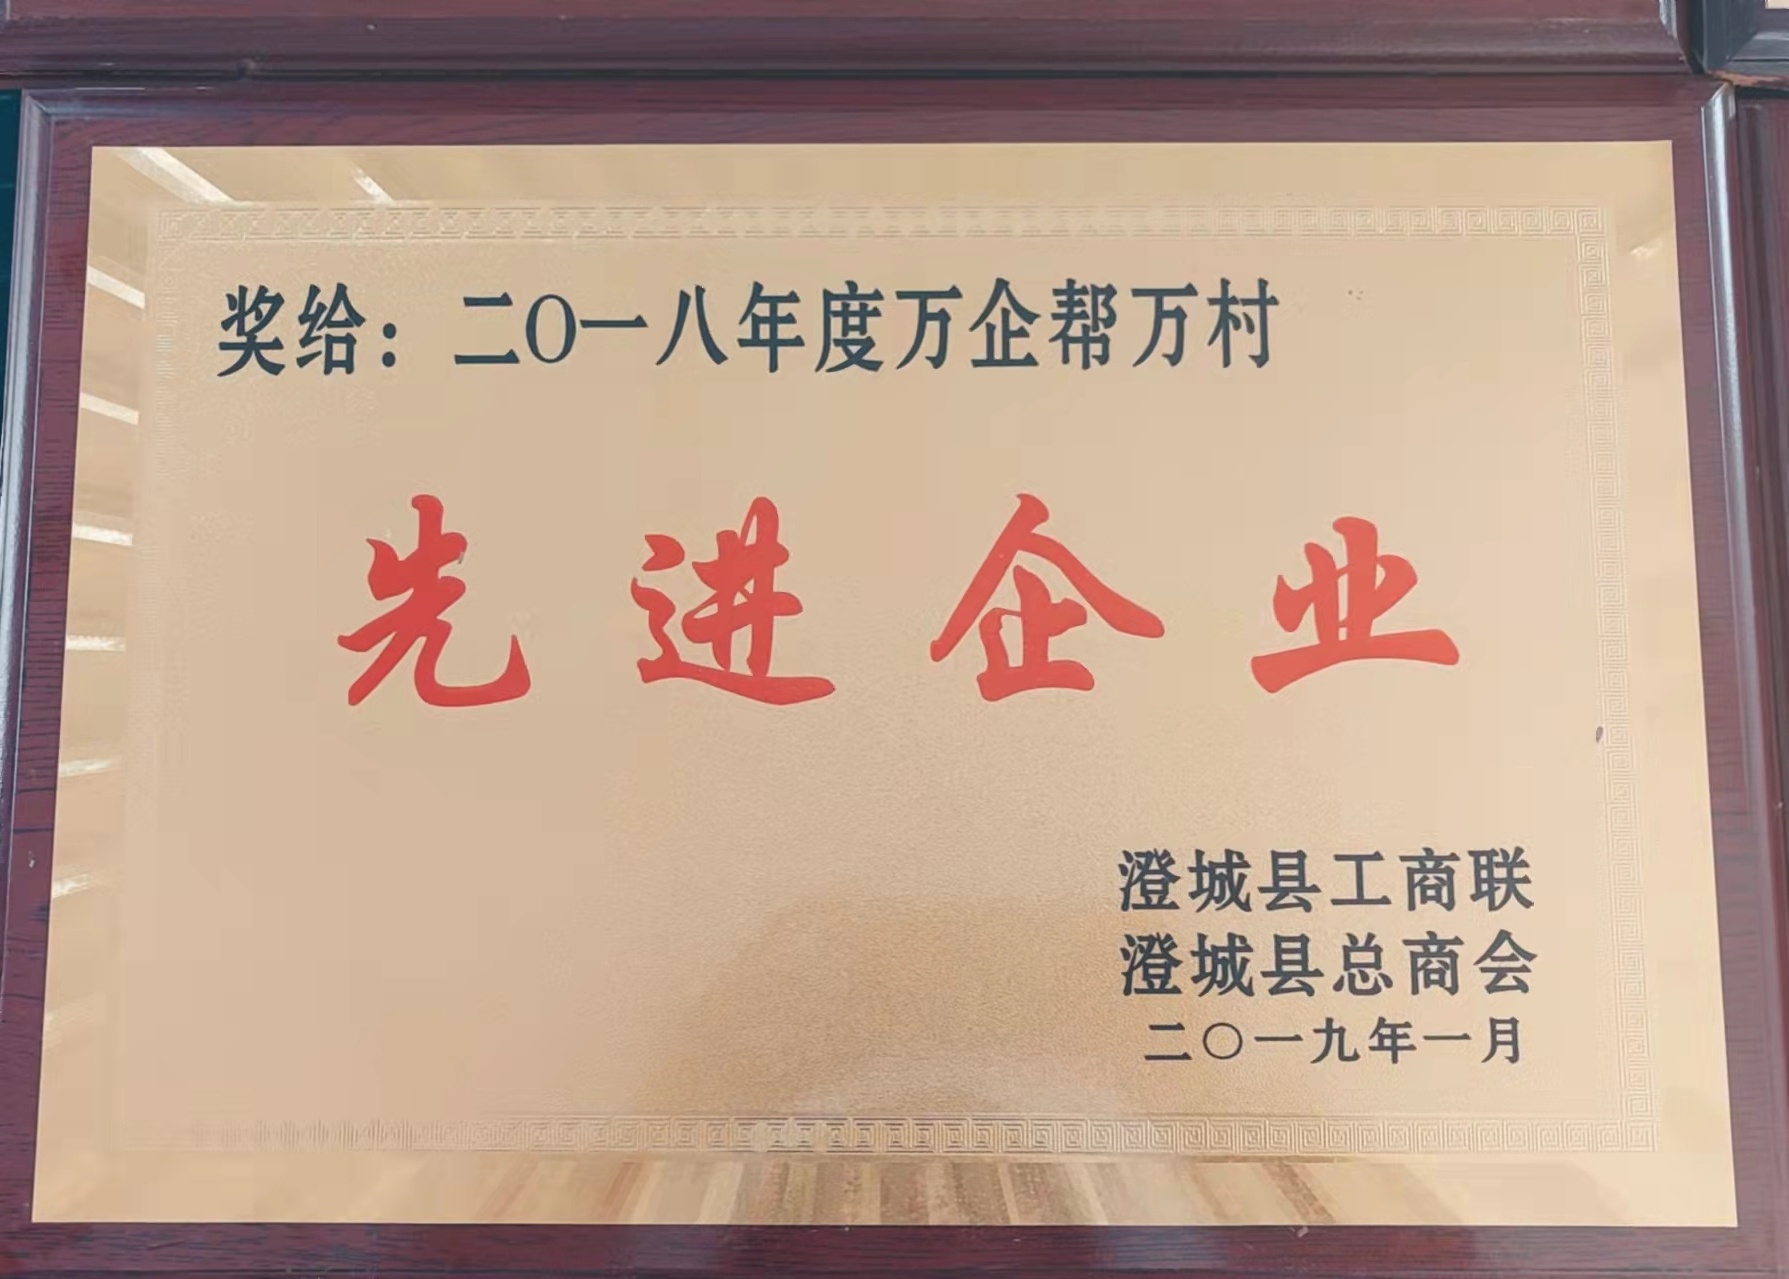 奖给：二〇一八年度万企帮万村
先进企业
澄城县工商联
澄城县总商会
二〇一九年一月